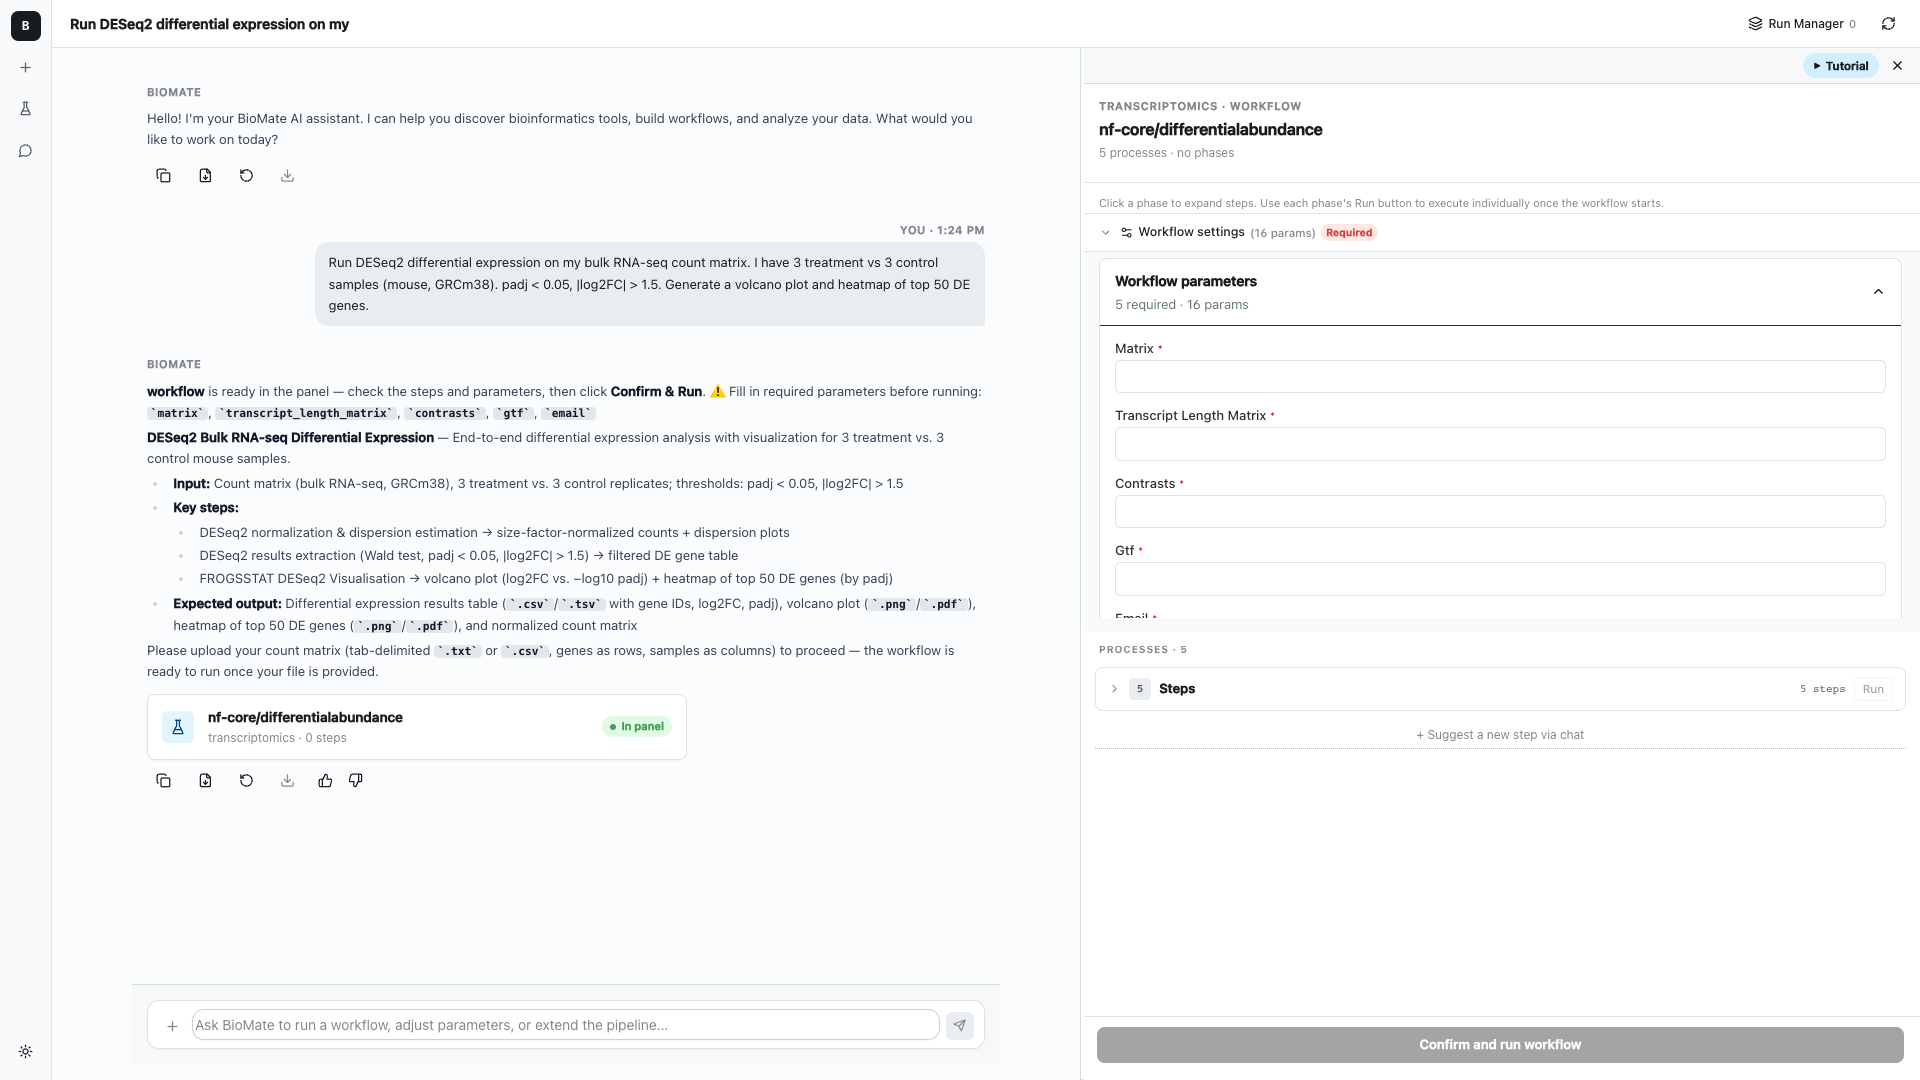 B
Run DESeq2 differential expression on my
Run Manager 0
Tutorial
BIOMATE
Hello! I'm your BioMate AI assistant. I can help you discover bioinformatics tools, build workflows, and analyze your data. What would you
like to work on today?
YOU · 1:24 PM
Run DESeq2 differential expression on my bulk RNA-seq count matrix. I have 3 treatment vs 3 control
samples (mouse, GRCm38). padj < 0.05, |log2FC| > 1.5. Generate a volcano plot and heatmap of top 50 DE
genes.
BIOMATE
workflow is ready in the panel — check the steps and parameters, then click Confirm & Run. ⚠️ Fill in required parameters before running:
`matrix`, `transcript_length_matrix`, `contrasts`, `gtf`, `email`
DESeq2 Bulk RNA-seq Differential Expression — End-to-end differential expression analysis with visualization for 3 treatment vs. 3
control mouse samples.
Input: Count matrix (bulk RNA-seq, GRCm38), 3 treatment vs. 3 control replicates; thresholds: padj < 0.05, |log2FC| > 1.5
Key steps:
DESeq2 normalization & dispersion estimation → size-factor-normalized counts + dispersion plots
DESeq2 results extraction (Wald test, padj < 0.05, |log2FC| > 1.5) → filtered DE gene table
FROGSSTAT DESeq2 Visualisation → volcano plot (log2FC vs. −log10 padj) + heatmap of top 50 DE genes (by padj)
Expected output: Differential expression results table (`.csv`/`.tsv` with gene IDs, log2FC, padj), volcano plot (`.png`/`.pdf`),
heatmap of top 50 DE genes (`.png`/`.pdf`), and normalized count matrix
Please upload your count matrix (tab-delimited `.txt` or `.csv`, genes as rows, samples as columns) to proceed — the workflow is
ready to run once your file is provided.
nf-core/differentialabundance
transcriptomics · 0 steps
In panel
Ask BioMate to run a workflow, adjust parameters, or extend the pipeline...
TRANSCRIPTOMICS · WORKFLOW
nf-core/differentialabundance
5 processes · no phases
Click a phase to expand steps. Use each phase's Run button to execute individually once the workflow starts.
Workflow settings (16 params) Required
Workflow parameters
5 required · 16 params
Matrix *
Transcript Length Matrix *
Contrasts *
Gtf *
Email *
PROCESSES · 5
5 Steps 5 steps Run
+ Suggest a new step via chat
Confirm and run workflow